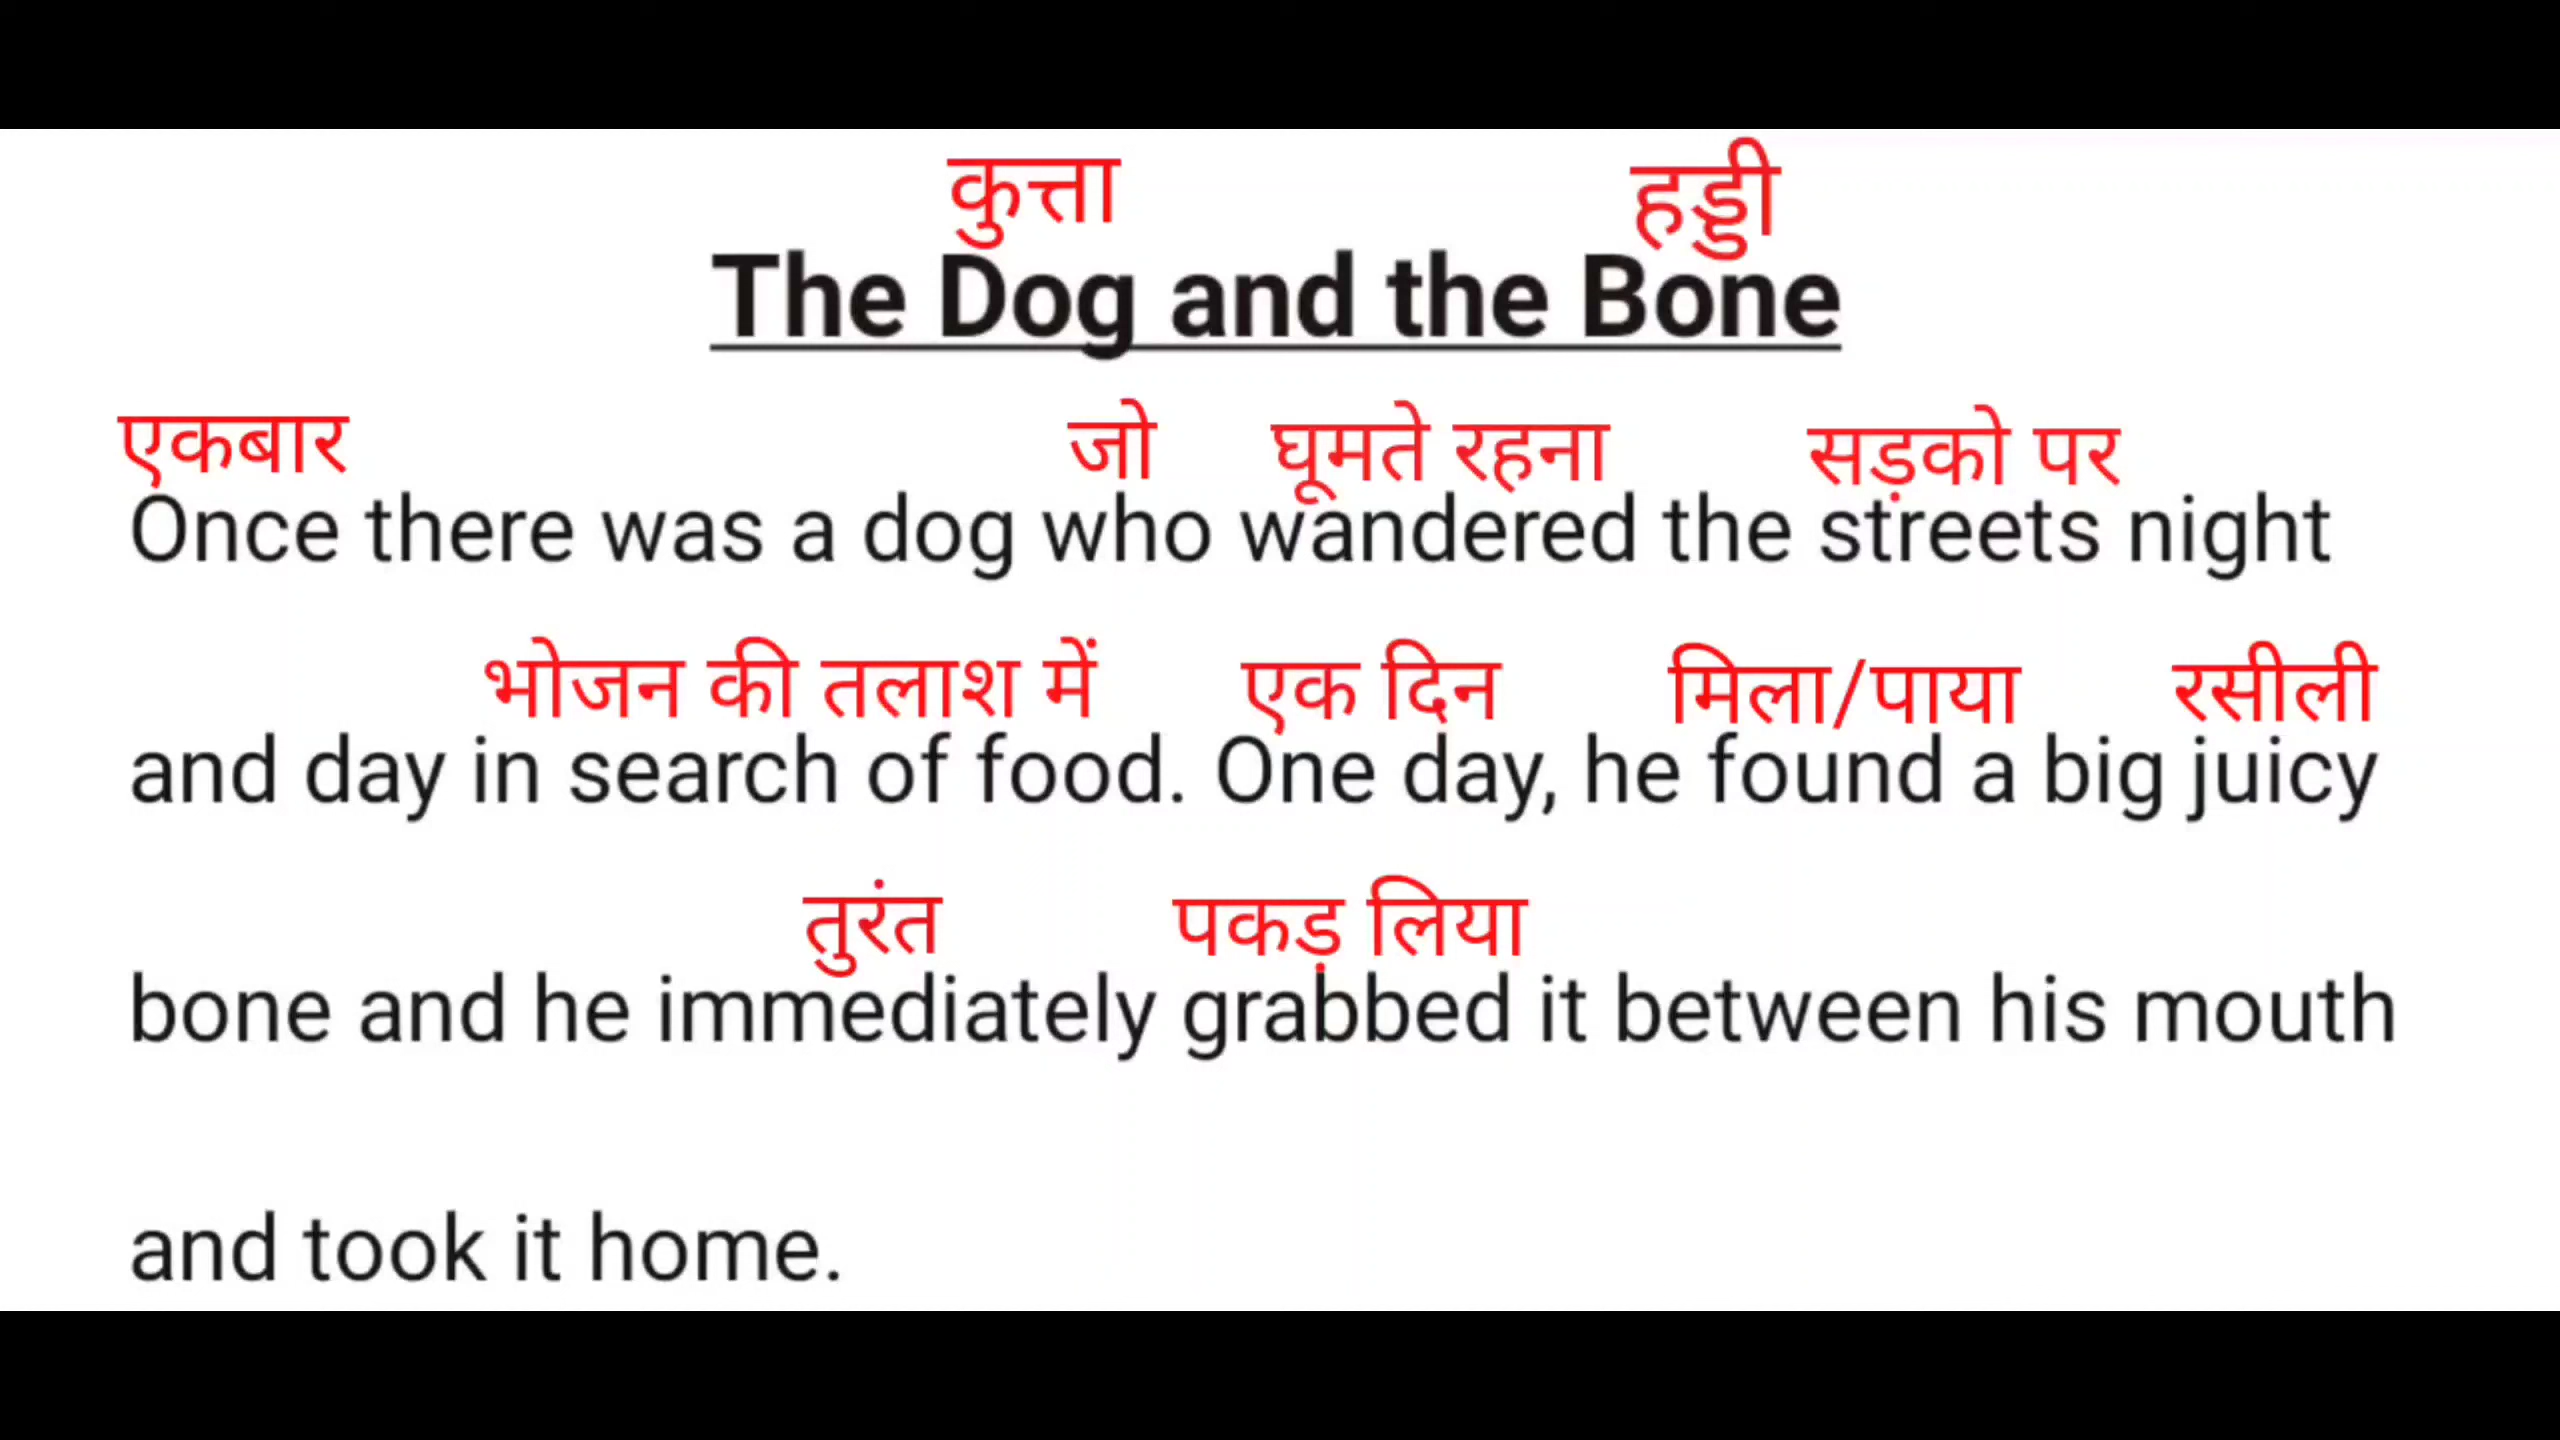 कुत्ता हड्डी
The Dog and the Bone
एकबार जो घूमते रहना सड़को पर
Once there was a dog who wandered the streets night
भोजन की तलाश में एक दिन मिला/पाया रसीली
and day in search of food. One day, he found a big juicy
तुरंत पकड़ लिया
bone and he immediately grabbed it between his mouth
and took it home.